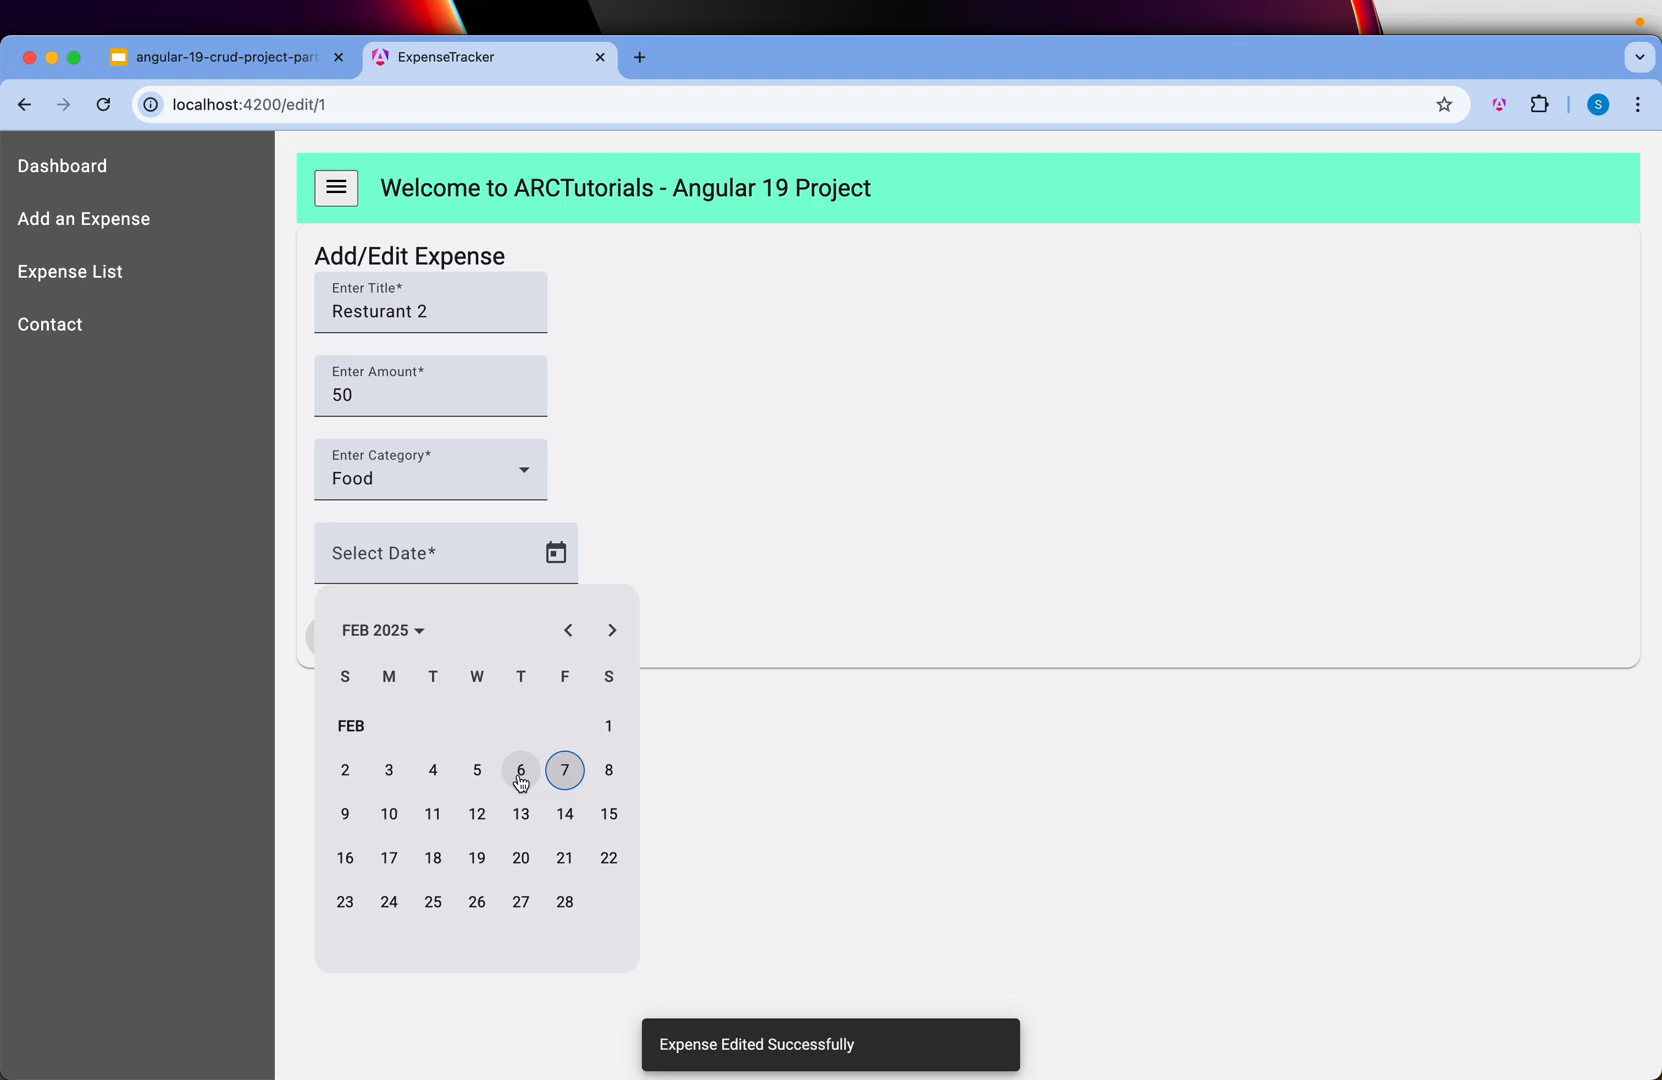 angular-19-crud-project-part
ExpenseTracker
localhost:4200/edit/1
S
Dashboard
Add an Expense
Expense List
Contact
Welcome to ARCTutorials - Angular 19 Project
Add/Edit Expense
Enter Title*
Resturant 2
Enter Amount*
50
Enter Category*
Food
Select Date*
FEB 2025
S M T W T F S
FEB 1
2 3 4 5 6 7 8
9 10 11 12 13 14 15
16 17 18 19 20 21 22
23 24 25 26 27 28
Expense Edited Successfully